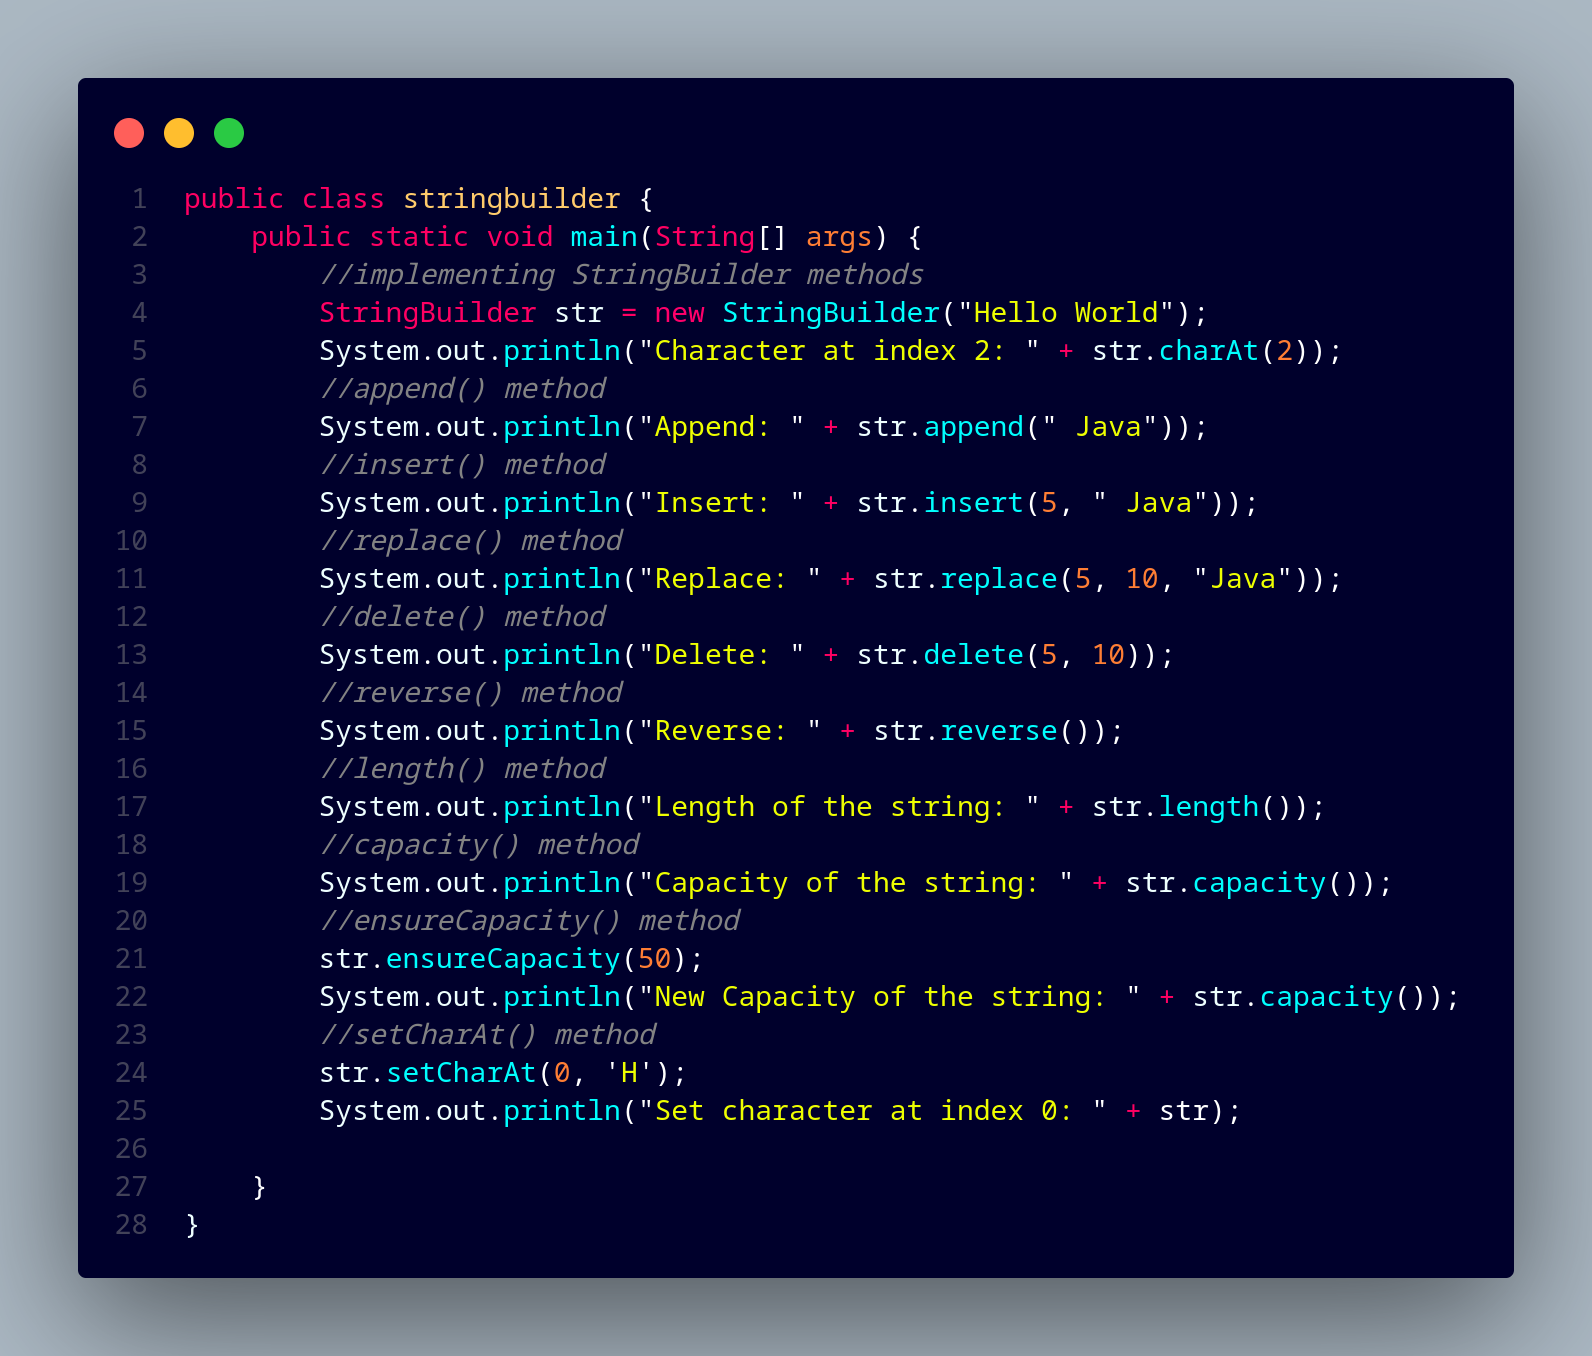 1 public class stringbuilder {
2     public static void main(String[] args) {
3         //implementing StringBuilder methods
4         StringBuilder str = new StringBuilder("Hello World");
5         System.out.println("Character at index 2: " + str.charAt(2));
6         //append() method
7         System.out.println("Append: " + str.append(" Java"));
8         //insert() method
9         System.out.println("Insert: " + str.insert(5, " Java"));
10         //replace() method
11         System.out.println("Replace: " + str.replace(5, 10, "Java"));
12         //delete() method
13         System.out.println("Delete: " + str.delete(5, 10));
14         //reverse() method
15         System.out.println("Reverse: " + str.reverse());
16         //length() method
17         System.out.println("Length of the string: " + str.length());
18         //capacity() method
19         System.out.println("Capacity of the string: " + str.capacity());
20         //ensureCapacity() method
21         str.ensureCapacity(50);
22         System.out.println("New Capacity of the string: " + str.capacity());
23         //setCharAt() method
24         str.setCharAt(0, 'H');
25         System.out.println("Set character at index 0: " + str);
26
27     }
28 }